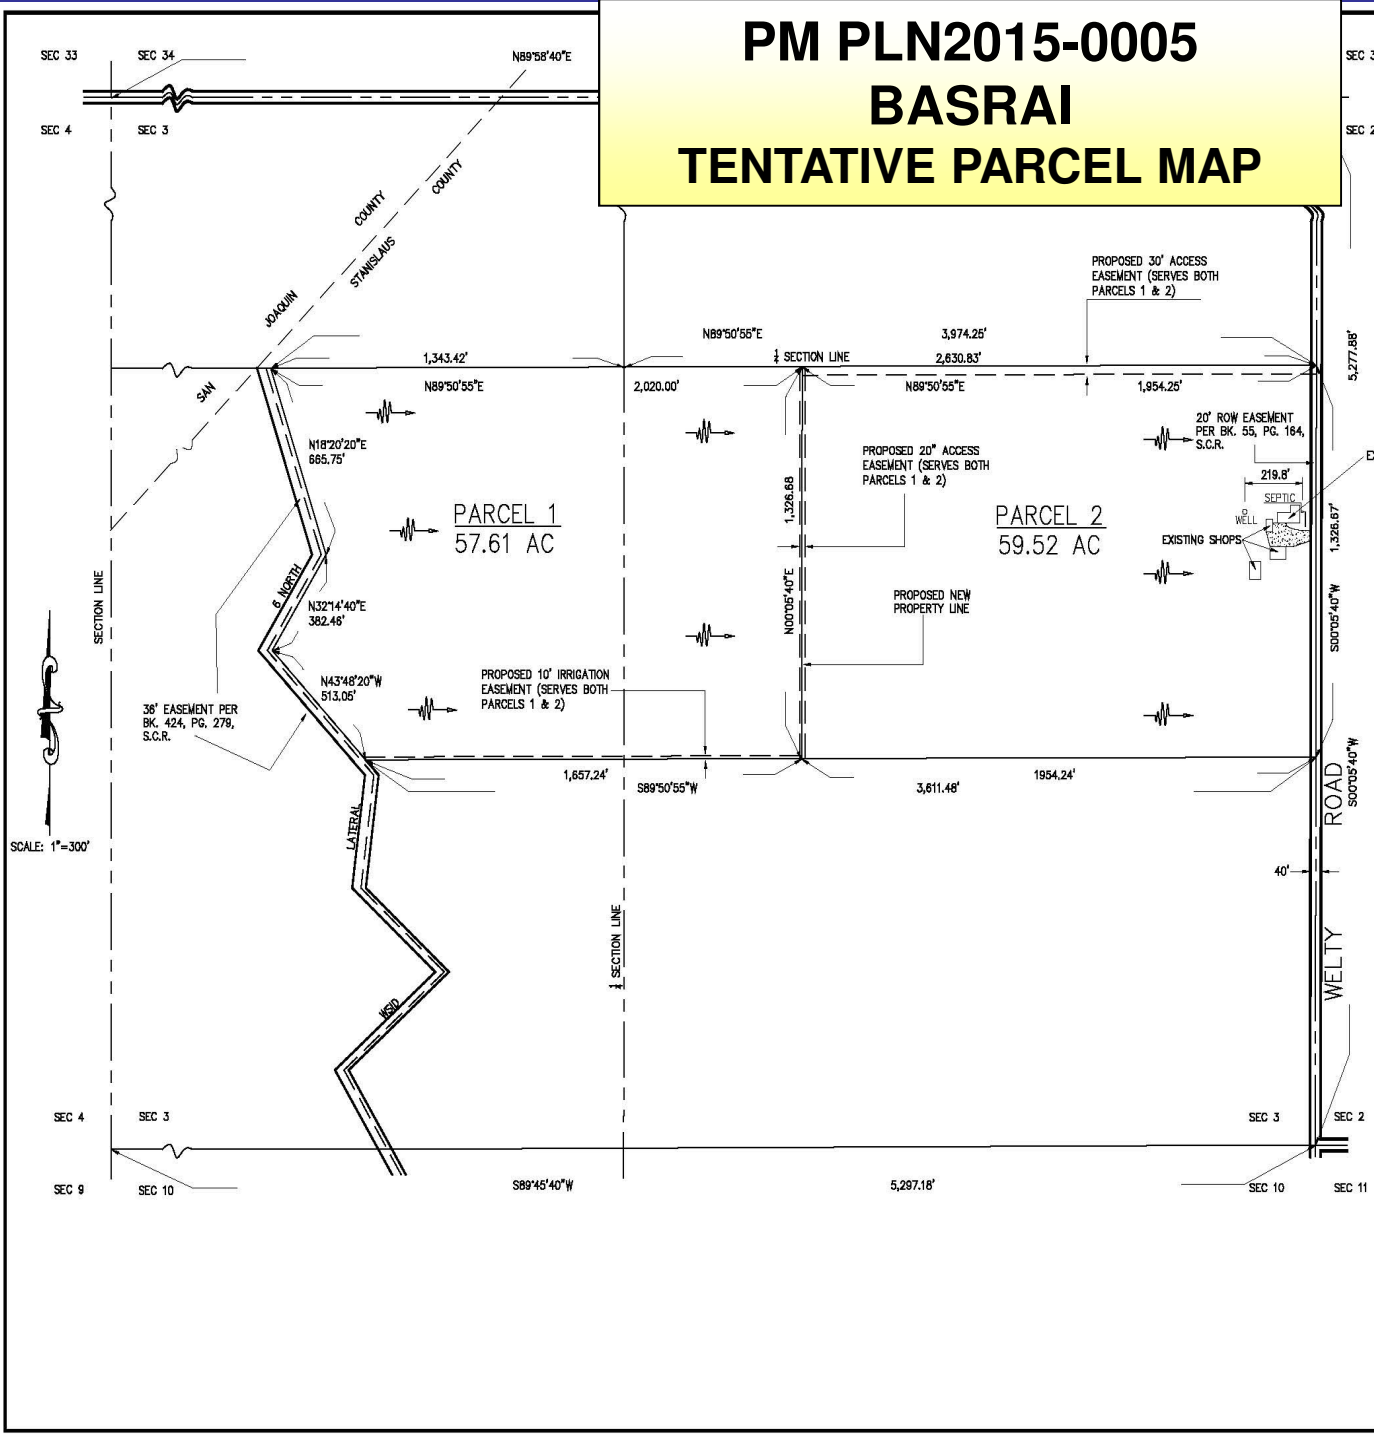 PM PLN2015-0005
BASRAI
TENTATIVE PARCEL MAP
SEC 33
SEC 34
N89°58'40"E
SEC 4
SEC 3
SEC 2
COUNTY
COUNTY
JOAQUIN
STANISLAUS
SAN
PROPOSED 30' ACCESS
EASEMENT (SERVES BOTH
PARCELS 1 & 2)
N89°50'55"E
3,974.25'
1,343.42'
1/4 SECTION LINE
2,630.83'
5,277.88'
N89°50'55"E
2,020.00'
N89°50'55"E
1,954.25'
20' ROW EASEMENT
PER BK. 55, PG. 164,
S.C.R.
N18°20'20"E
665.75'
PROPOSED 20" ACCESS
EASEMENT (SERVES BOTH
PARCELS 1 & 2)
219.8'
SEPTIC
WELL
EXISTING SHOPS
1,326.68
1,326.67'
PARCEL 1
57.61 AC
PARCEL 2
59.52 AC
SECTION LINE
6 NORTH
N32°14'40"E
382.46'
N00°05'40"E
PROPOSED NEW
PROPERTY LINE
S00°05'40"W
N43°48'20"W
513.05'
PROPOSED 10' IRRIGATION
EASEMENT (SERVES BOTH
PARCELS 1 & 2)
36' EASEMENT PER
BK. 424, PG. 279,
S.C.R.
1,657.24'
S89°50'55"W
3,611.48'
1954.24'
ROAD
S00°05'40"W
LATERAL
SCALE: 1"=300'
40'
1/4 SECTION LINE
WELTY
WSID
SEC 4
SEC 3
SEC 3
SEC 2
SEC 9
SEC 10
S89°45'40"W
5,297.18'
SEC 10
SEC 11